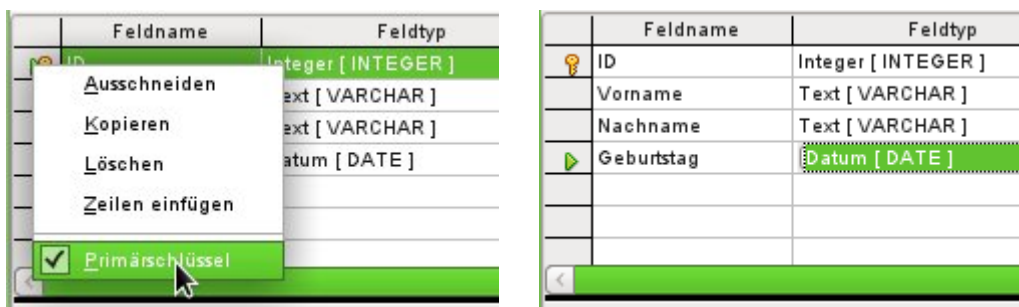 Feldname Feldtyp
ID Integer [ INTEGER ]
Ausschneiden
ext [ VARCHAR ]
Kopieren
ext [ VARCHAR ]
Löschen
atum [ DATE ]
Zeilen einfügen
Primärschlüssel
Feldname Feldtyp
ID Integer [ INTEGER ]
Vorname Text [ VARCHAR ]
Nachname Text [ VARCHAR ]
Geburtstag Datum [ DATE ]